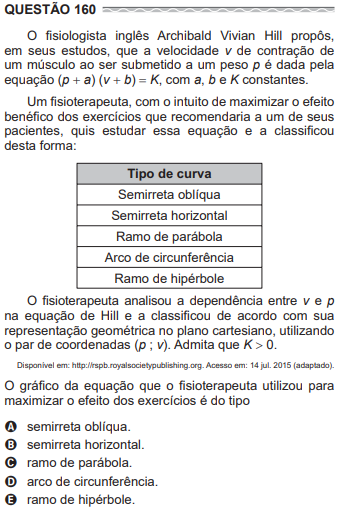 QUESTÃO 160
O fisiologista inglês Archibald Vivian Hill propôs,
em seus estudos, que a velocidade v de contração de
um músculo ao ser submetido a um peso p é dada pela
equação (p + a) (v + b) = K, com a, b e K constantes.
Um fisioterapeuta, com o intuito de maximizar o efeito
benéfico dos exercícios que recomendaria a um de seus
pacientes, quis estudar essa equação e a classificou
desta forma:
Tipo de curva
Semirreta oblíqua
Semirreta horizontal
Ramo de parábola
Arco de circunferência
Ramo de hipérbole
O fisioterapeuta analisou a dependência entre v e p
na equação de Hill e a classificou de acordo com sua
representação geométrica no plano cartesiano, utilizando
o par de coordenadas (p ; v). Admita que K > 0.
Disponível em: http://rspb.royalsocietypublishing.org. Acesso em: 14 jul. 2015 (adaptado).
O gráfico da equação que o fisioterapeuta utilizou para
maximizar o efeito dos exercícios é do tipo
A semirreta oblíqua.
B semirreta horizontal.
C ramo de parábola.
D arco de circunferência.
E ramo de hipérbole.